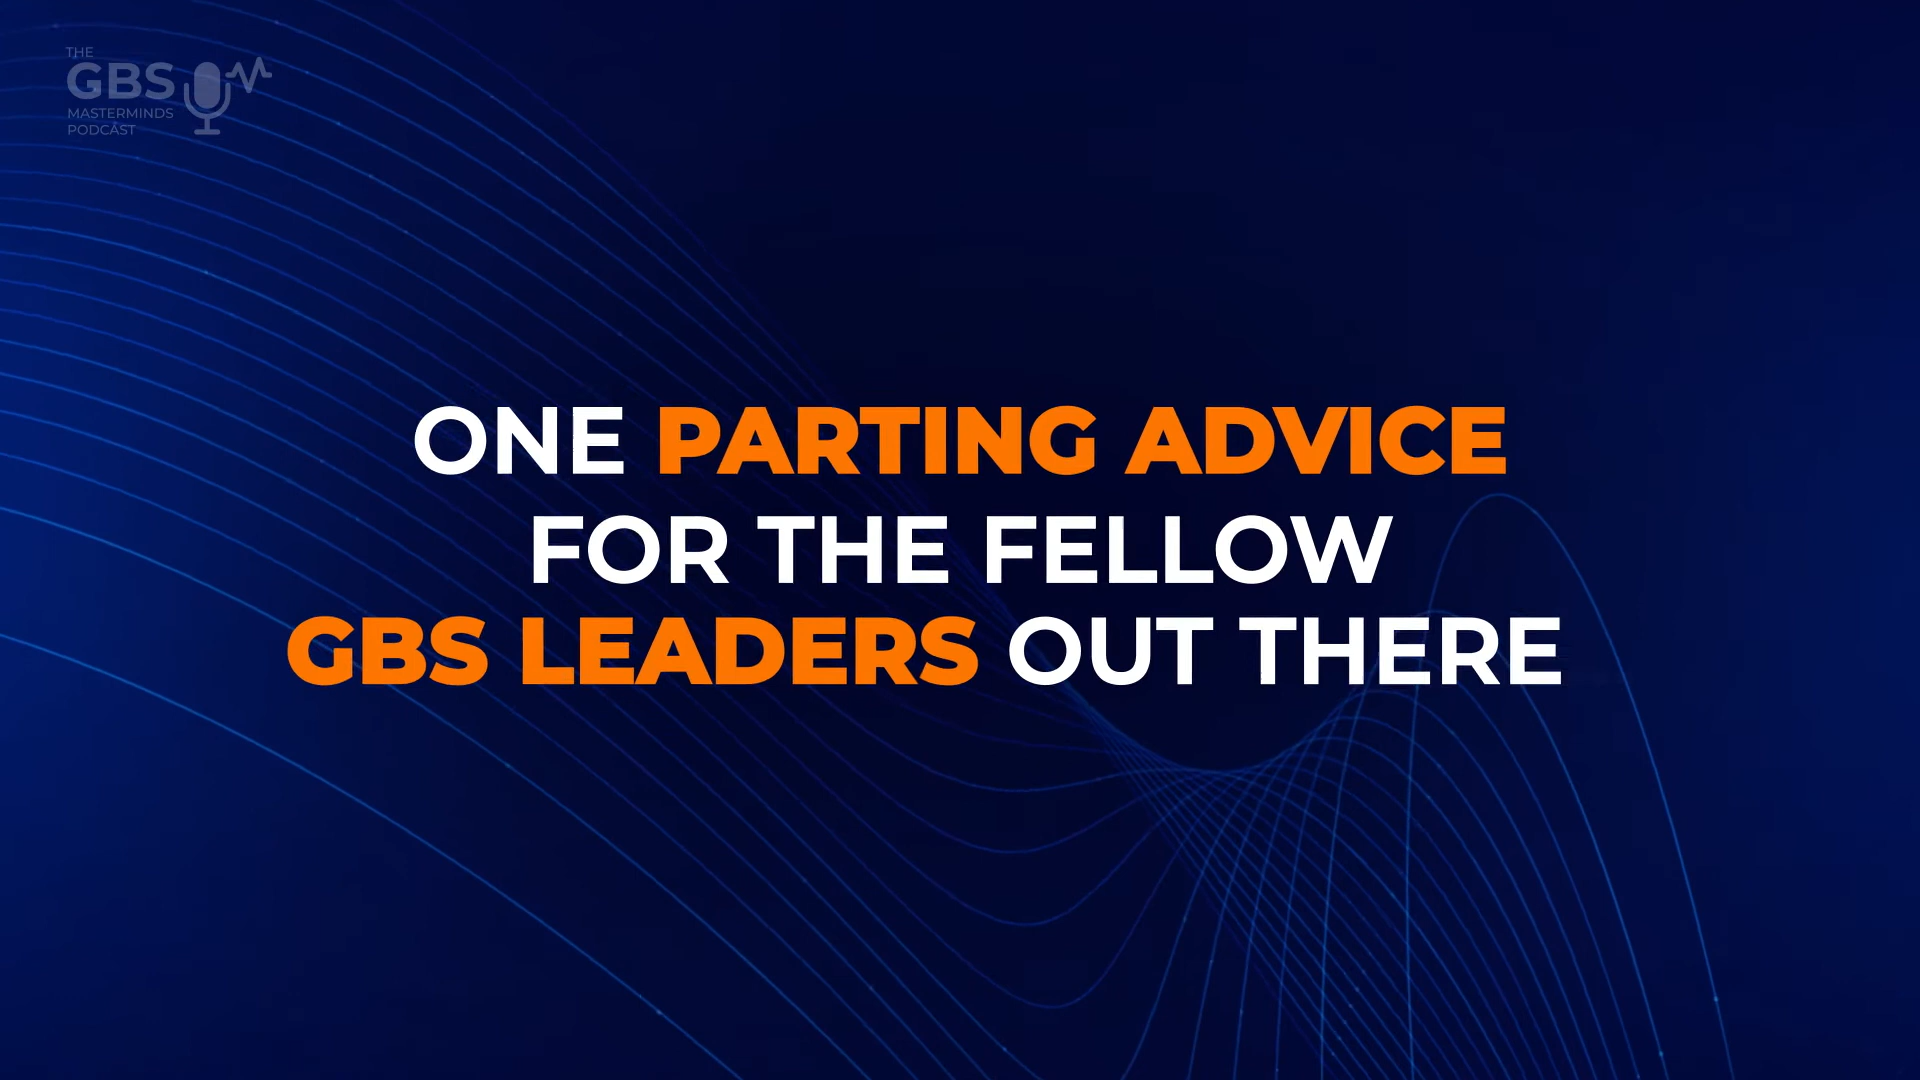 THE
GBS
MASTERMINDS
PODCAST
ONE PARTING ADVICE
FOR THE FELLOW
GBS LEADERS OUT THERE